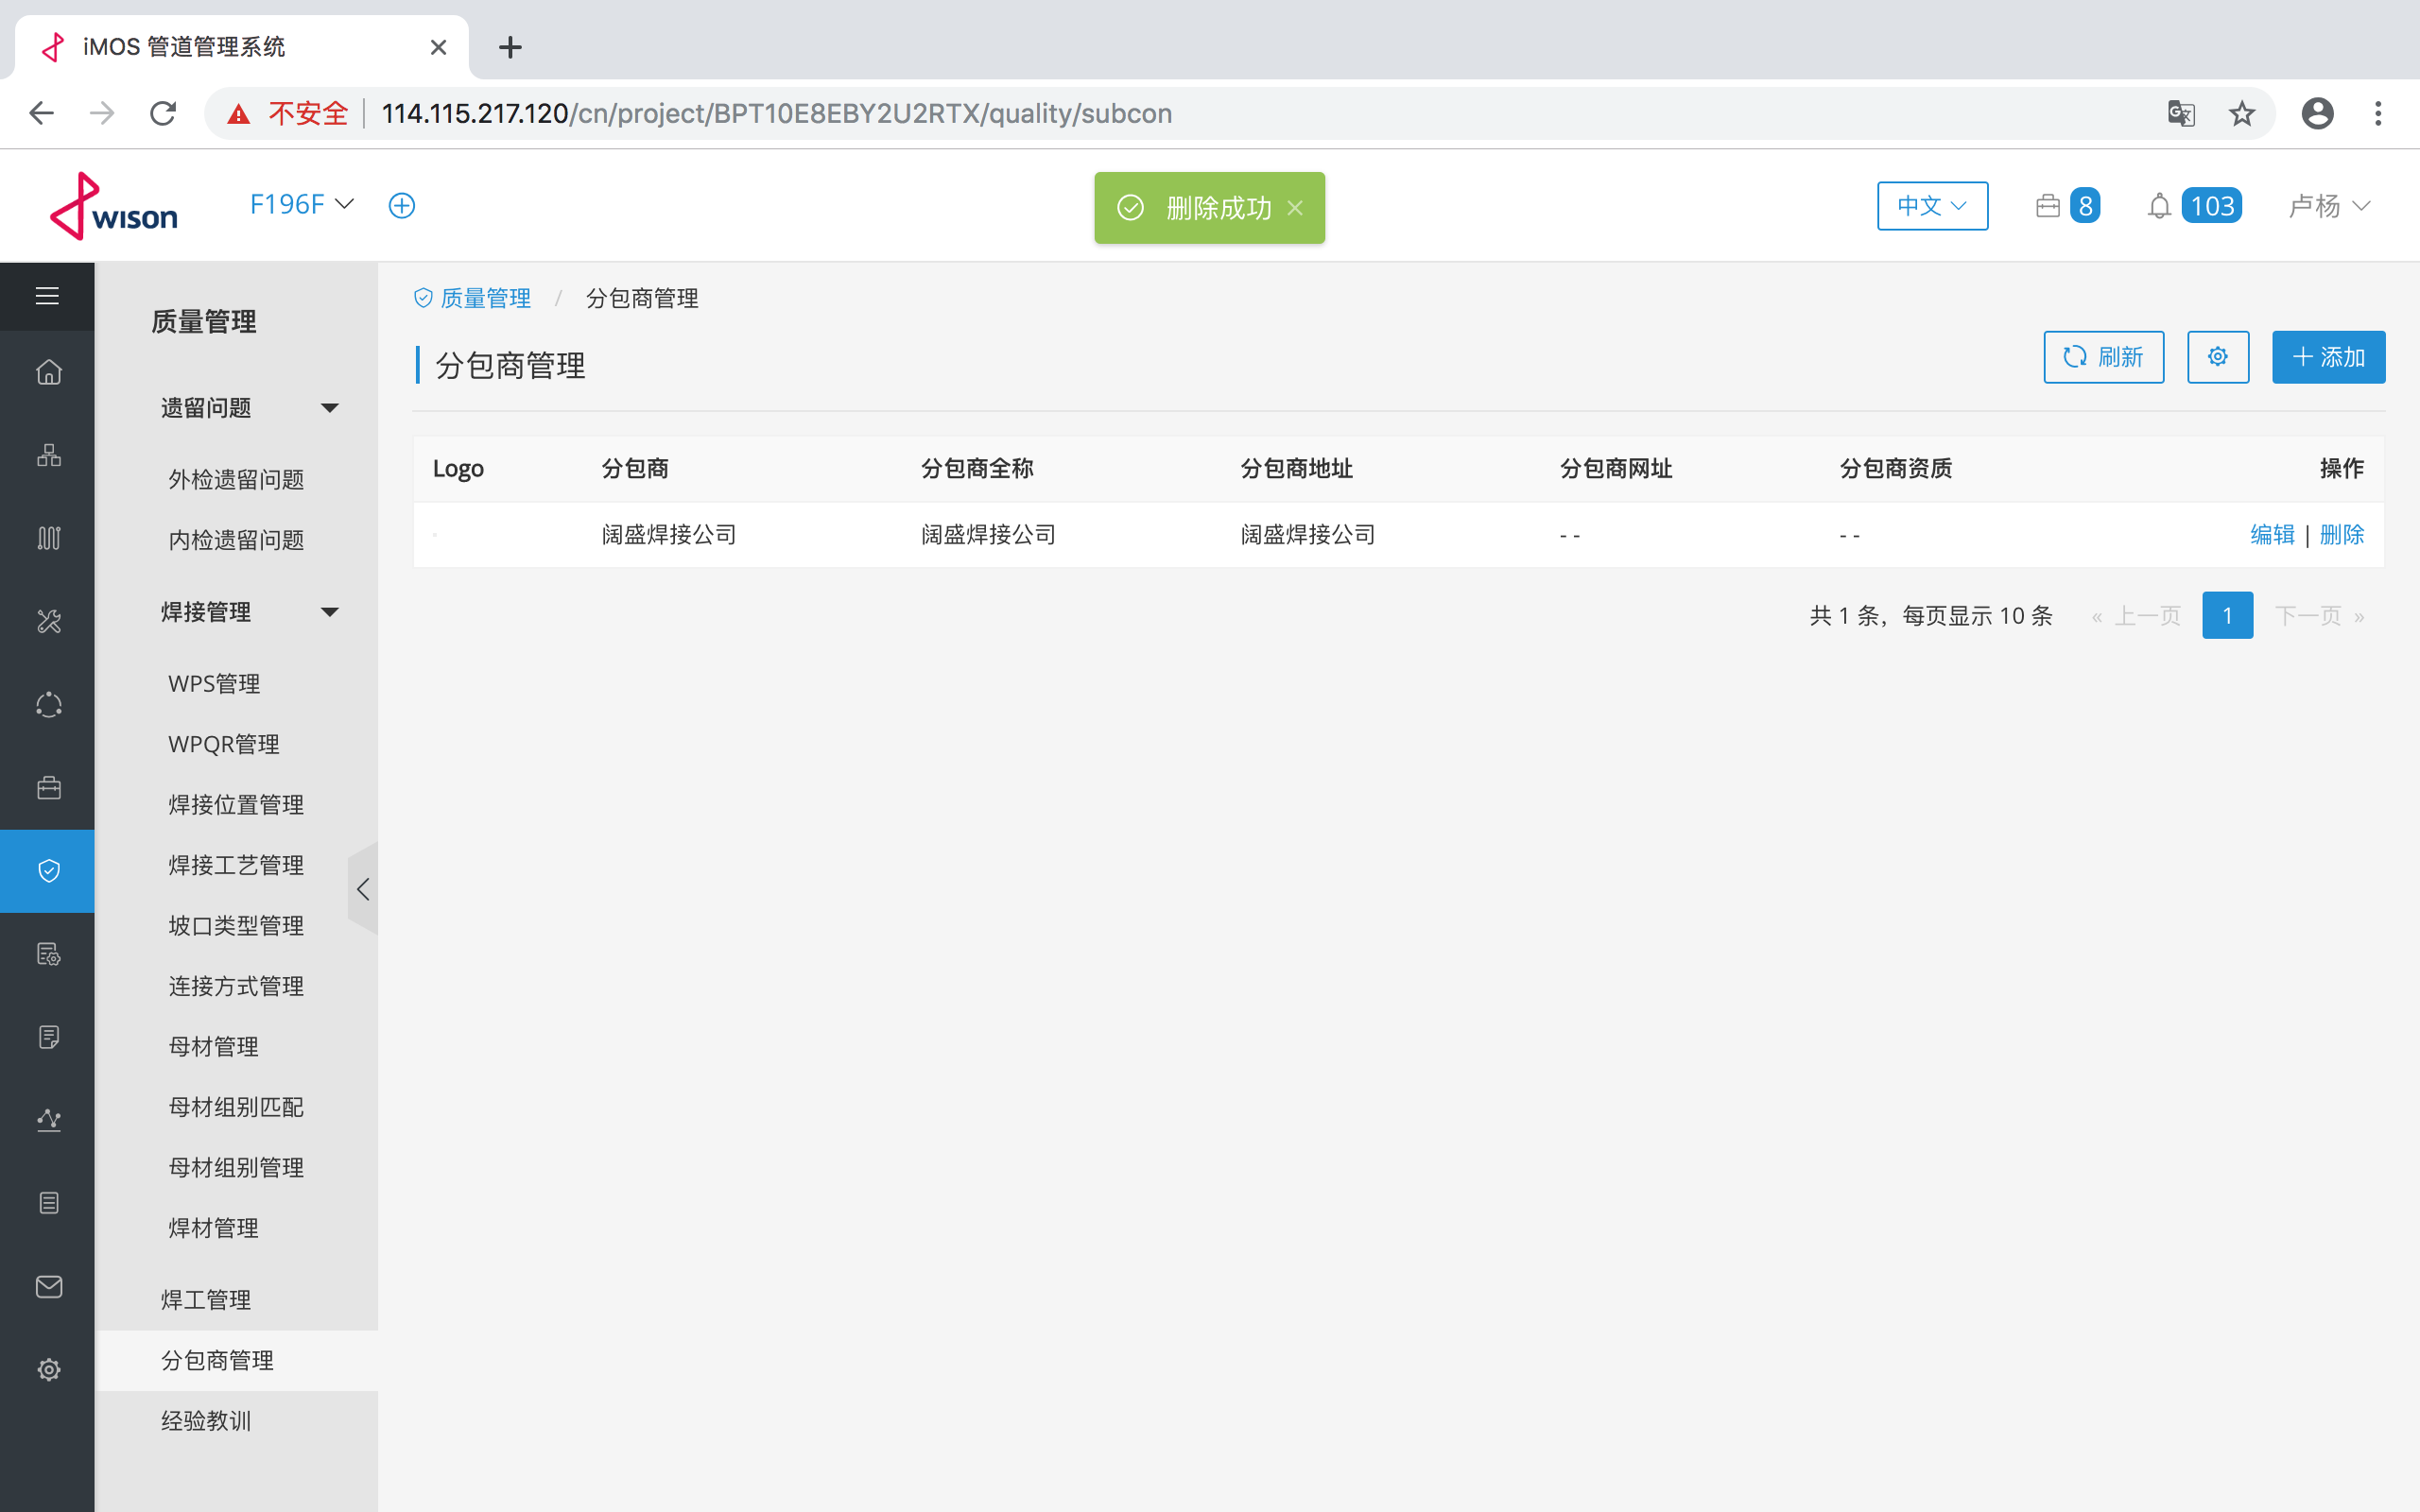 iMOS 管道管理系统
不安全 114.115.217.120/cn/project/BPT10E8EBY2U2RTX/quality/subcon
wison F196F 删除成功 中文 8 103 卢杨
质量管理 / 分包商管理
分包商管理 刷新 添加
质量管理
遗留问题
外检遗留问题
内检遗留问题
焊接管理
WPS管理
WPQR管理
焊接位置管理
焊接工艺管理
坡口类型管理
连接方式管理
母材管理
母材组别匹配
母材组别管理
焊材管理
焊工管理
分包商管理
经验教训
Logo 分包商 分包商全称 分包商地址 分包商网址 分包商资质 操作
阔盛焊接公司 阔盛焊接公司 阔盛焊接公司 - - - - 编辑 | 删除
共 1 条，每页显示 10 条 « 上一页 1 下一页 »